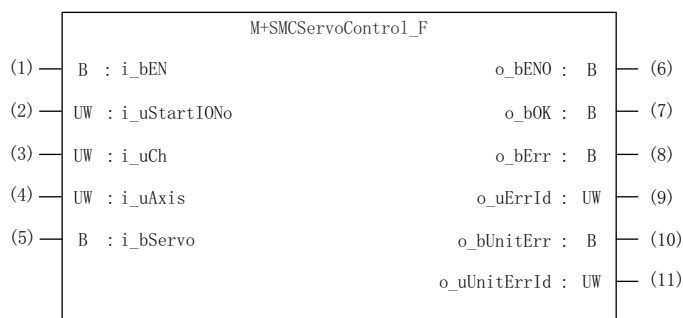 M+SMCServoControl_F
(1) B : i_bEN o_bENO : B (6)
(2) UW : i_uStartIONo o_bOK : B (7)
(3) UW : i_uCh o_bErr : B (8)
(4) UW : i_uAxis o_uErrId : UW (9)
(5) B : i_bServo o_bUnitErr : B (10)
o_uUnitErrId : UW (11)